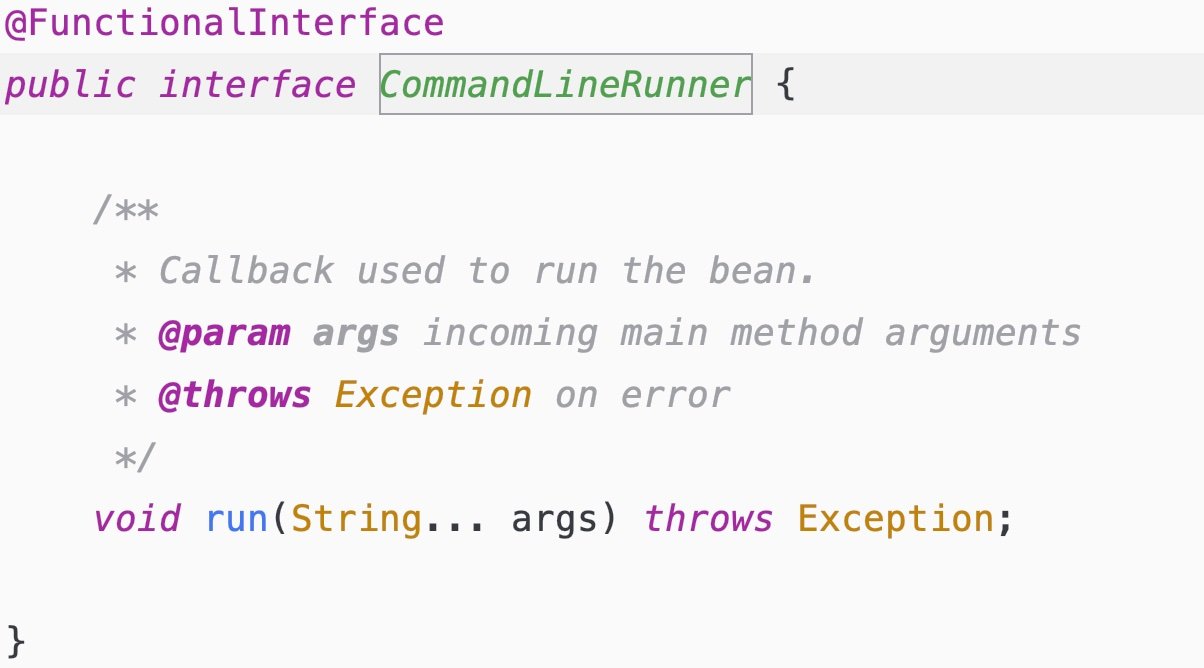 @FunctionalInterface
public interface CommandLineRunner {
/**
* Callback used to run the bean.
* @param args incoming main method arguments
* @throws Exception on error
*/
void run(String... args) throws Exception;
}